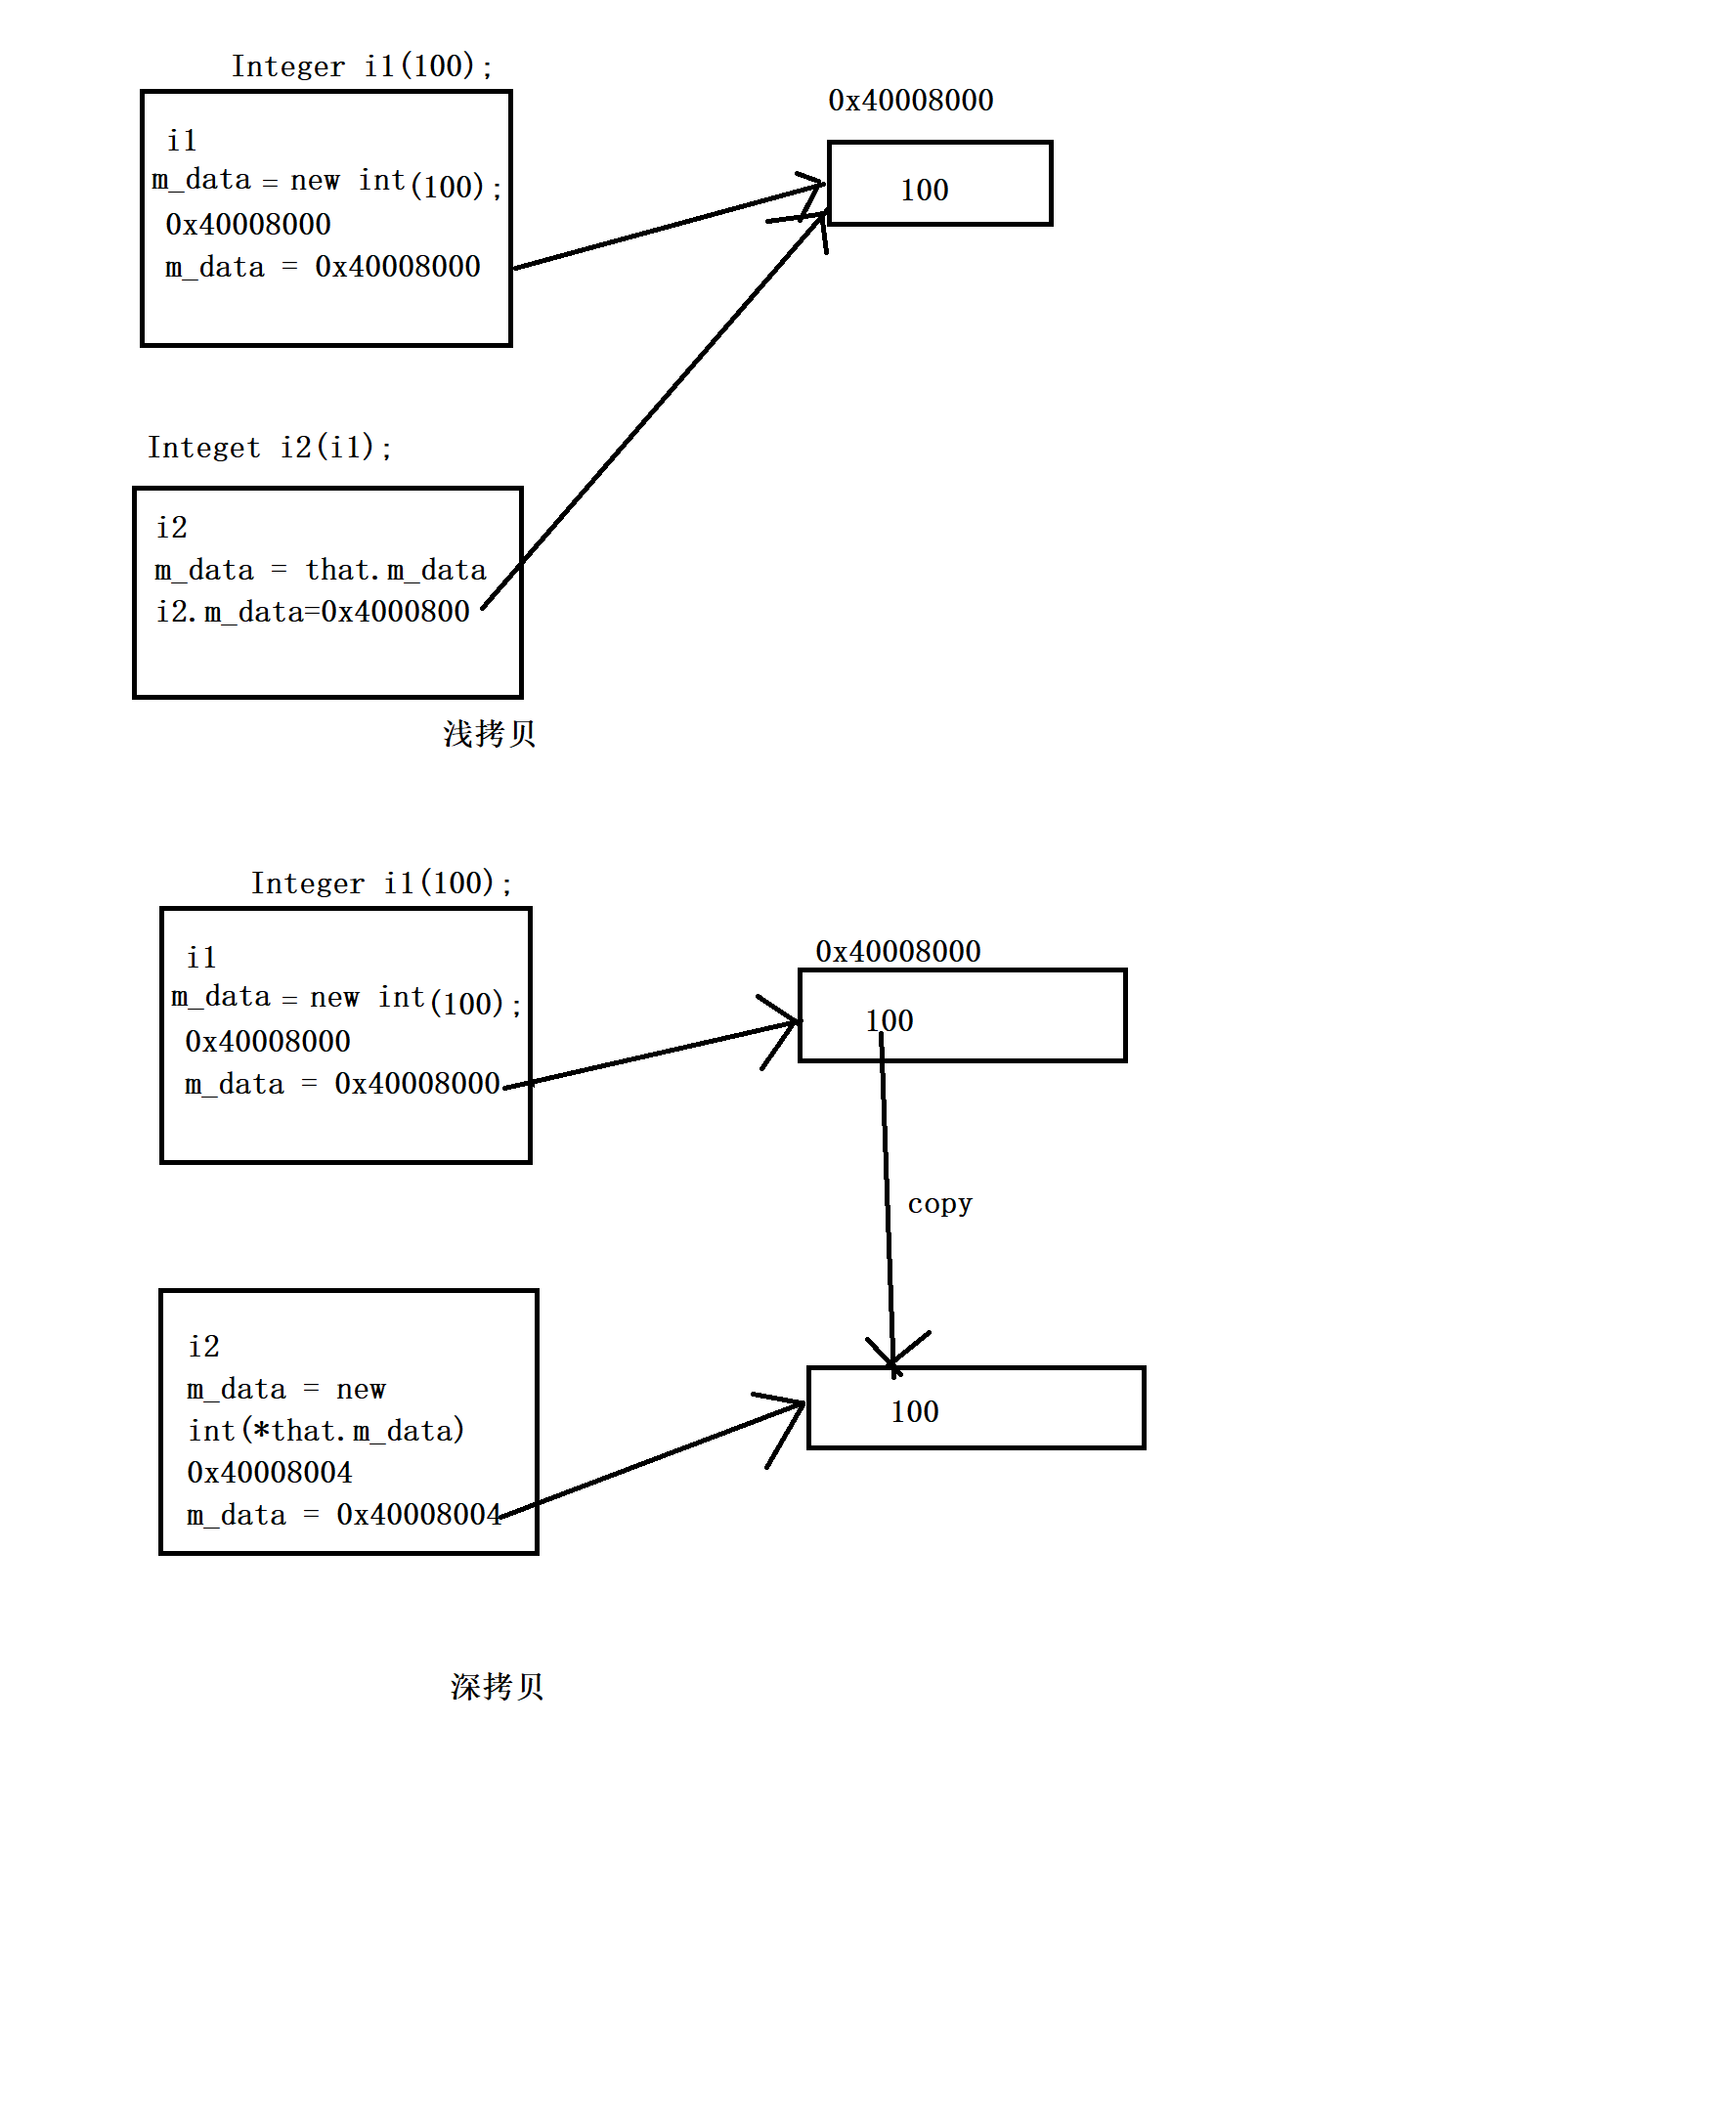 Integer i1(100);
0x40008000
i1
m_data = new int(100);
100
0x40008000
m_data = 0x40008000
Integet i2(i1);
i2
m_data = that.m_data
i2.m_data=0x4000800
浅拷贝
Integer i1(100);
0x40008000
i1
m_data = new int(100);
100
0x40008000
m_data = 0x40008000
copy
i2
m_data = new
int(*that.m_data)
100
0x40008004
m_data = 0x40008004
深拷贝